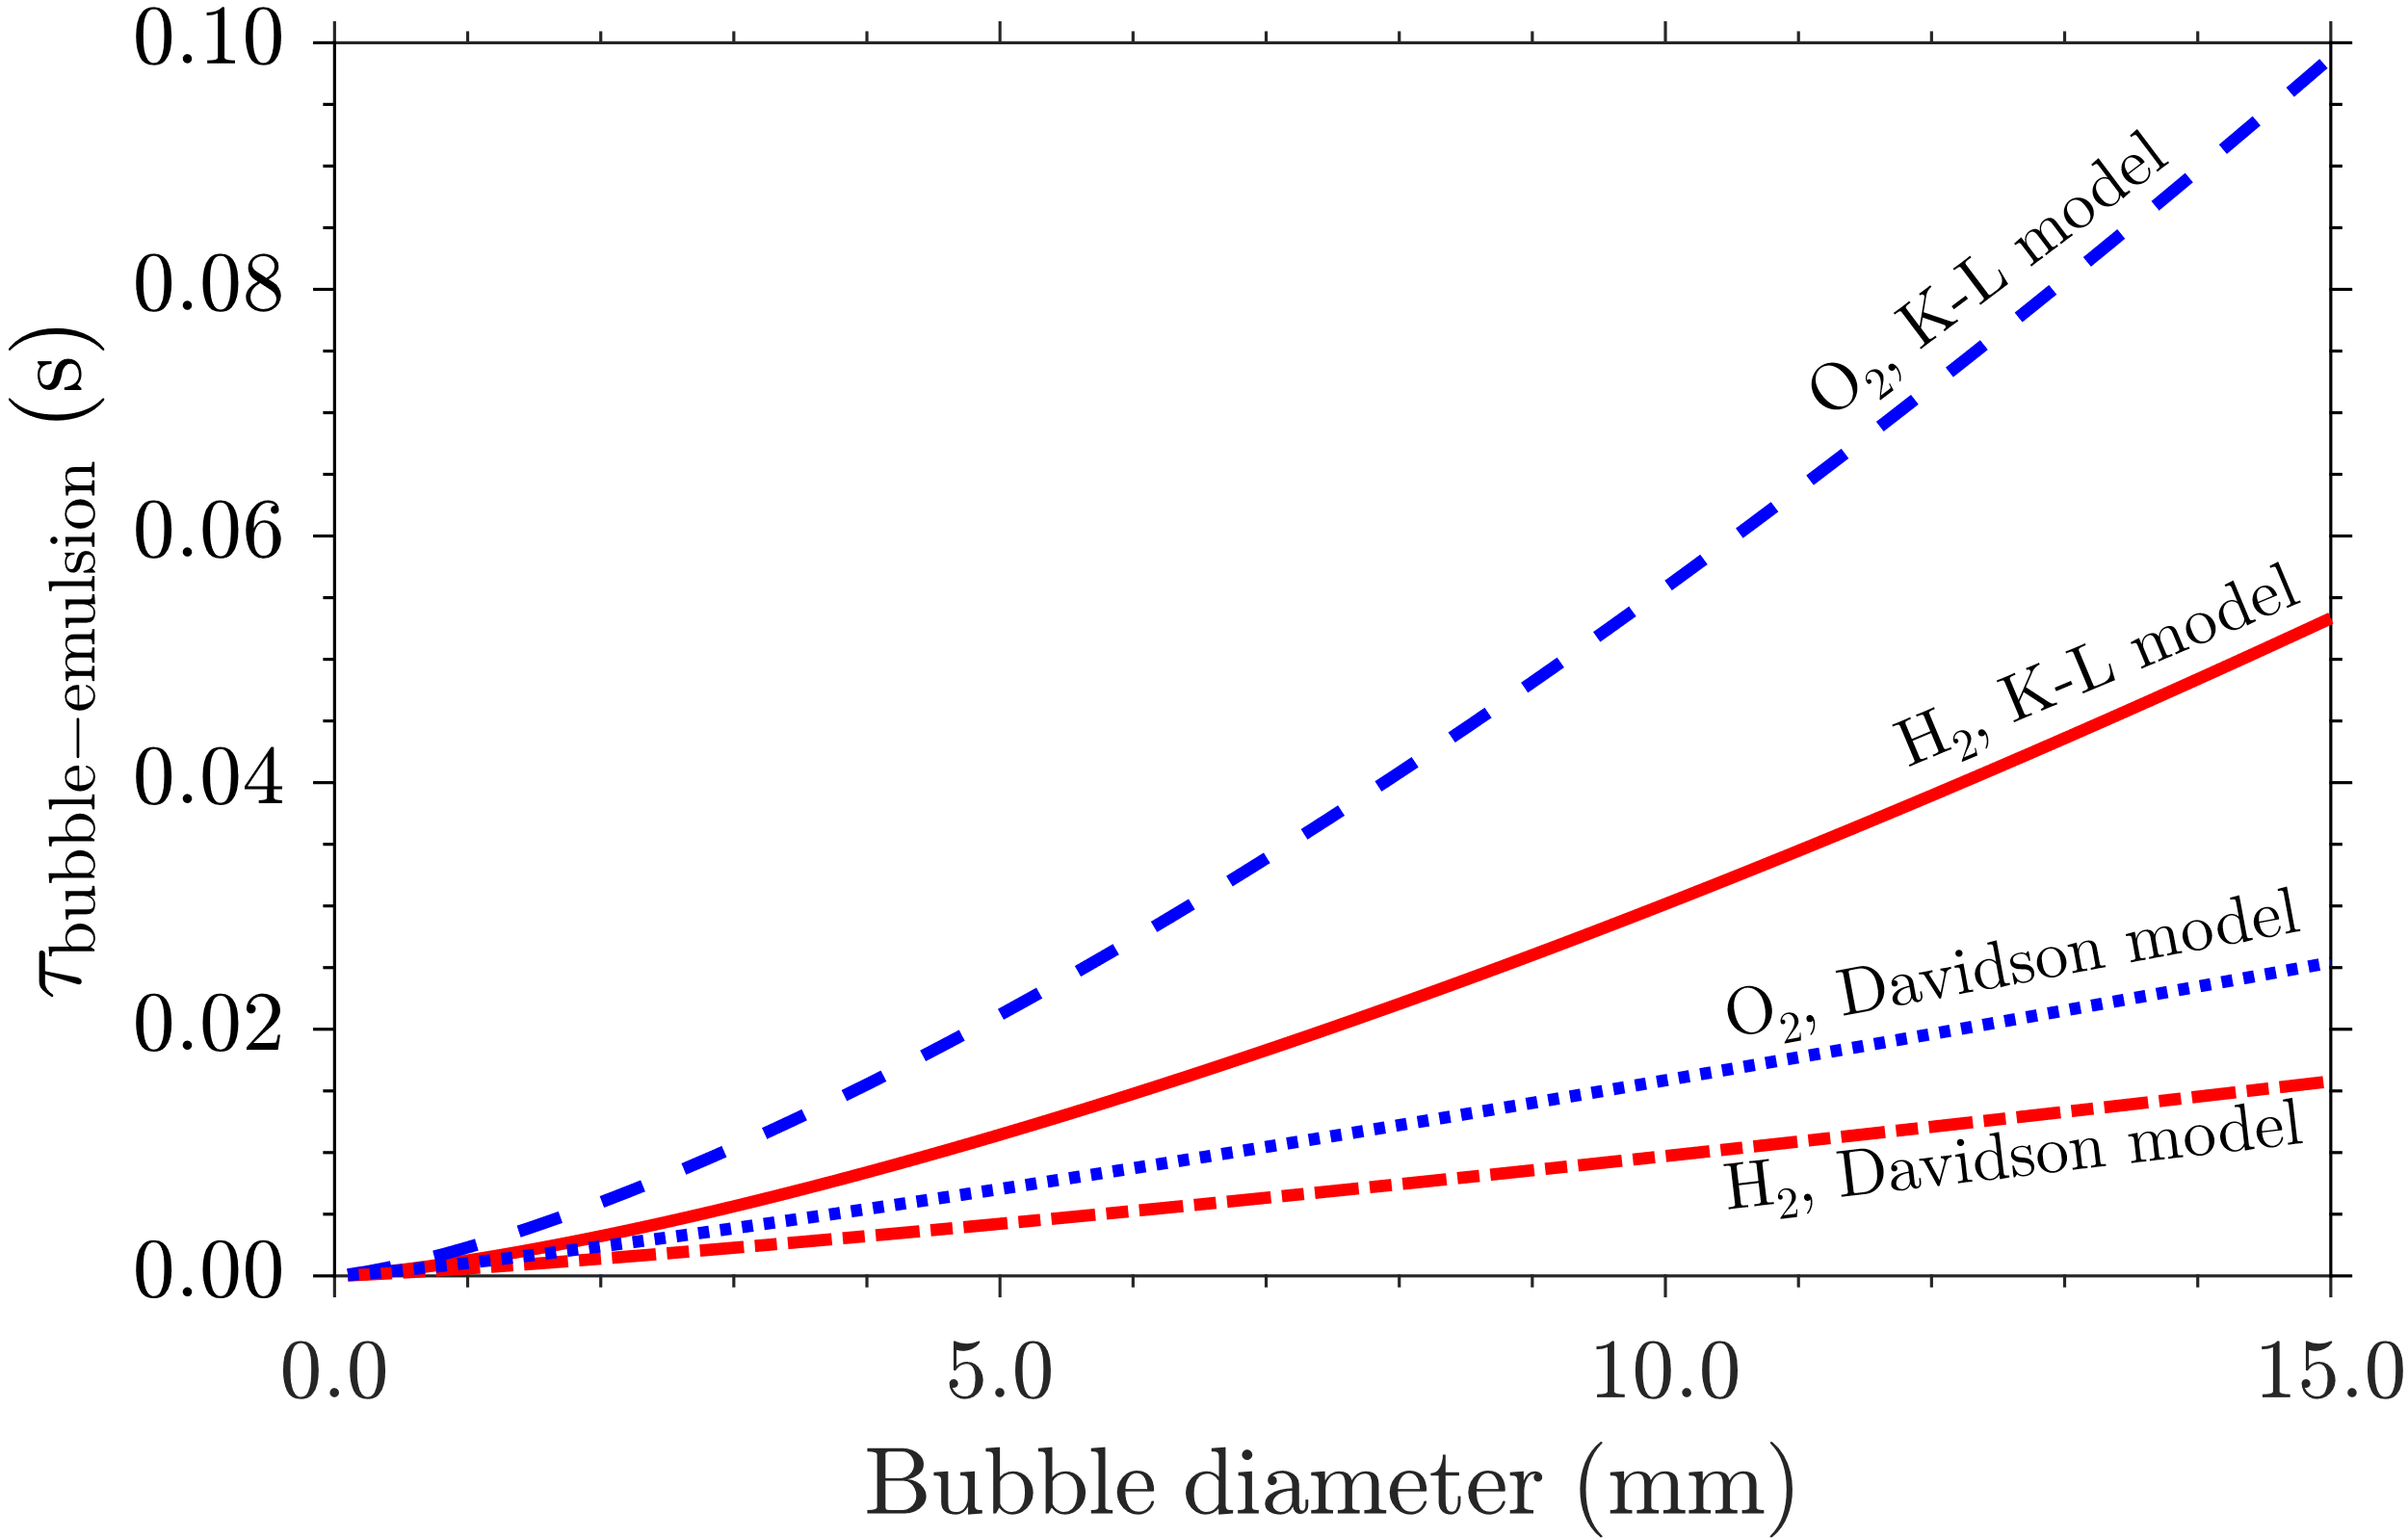 0.10
0.08
0.06
0.04
0.02
0.00
τbubble−emulsion (s)
O2, K-L model
H2, K-L model
O2, Davidson model
H2, Davidson model
0.0 5.0 10.0 15.0
Bubble diameter (mm)